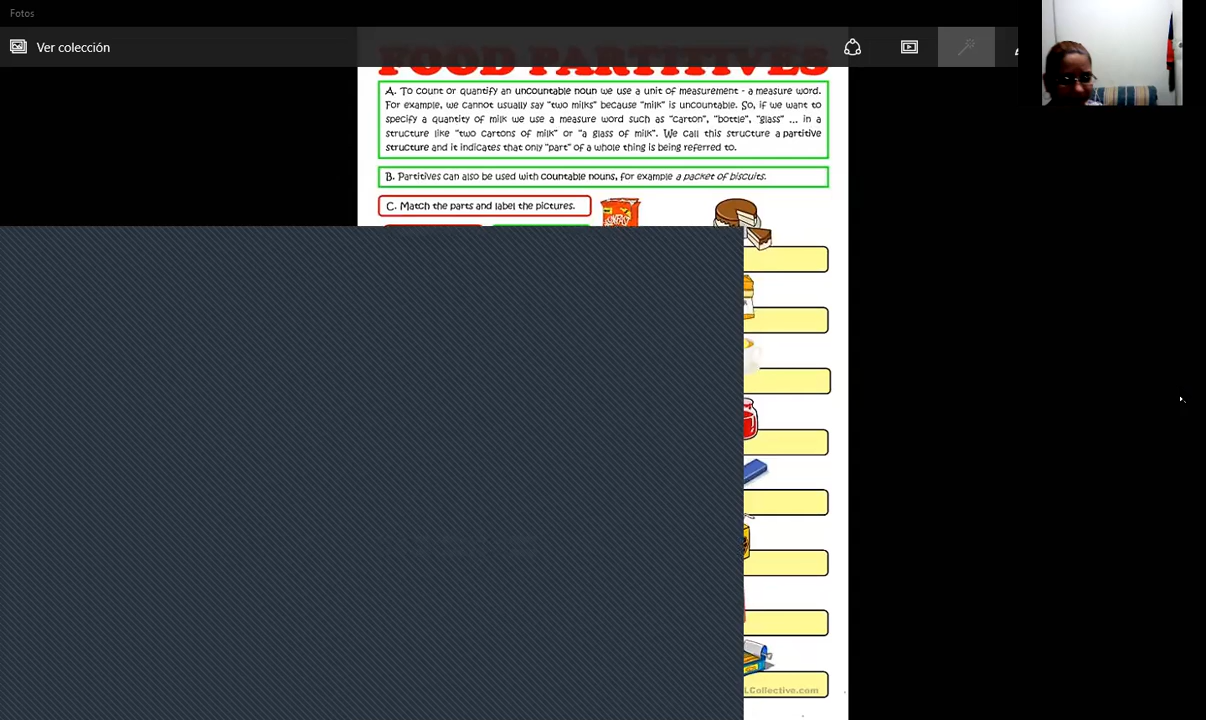 Fotos
Ver colección
FOOD PARTITIVES
A. To count or quantify an uncountable noun we use a unit of measurement - a measure word.
For example, we cannot usually say "two milks" because "milk" is uncountable. So, if we want to
specify a quantity of milk we use a measure word such as "carton", "bottle", "glass" ... in a
structure like "two cartons of milk" or "a glass of milk". We call this structure a partitive
structure and it indicates that only "part" of a whole thing is being referred to.
B. Partitives can also be used with countable nouns, for example a packet of biscuits.
C. Match the parts and label the pictures.
LCollective.com